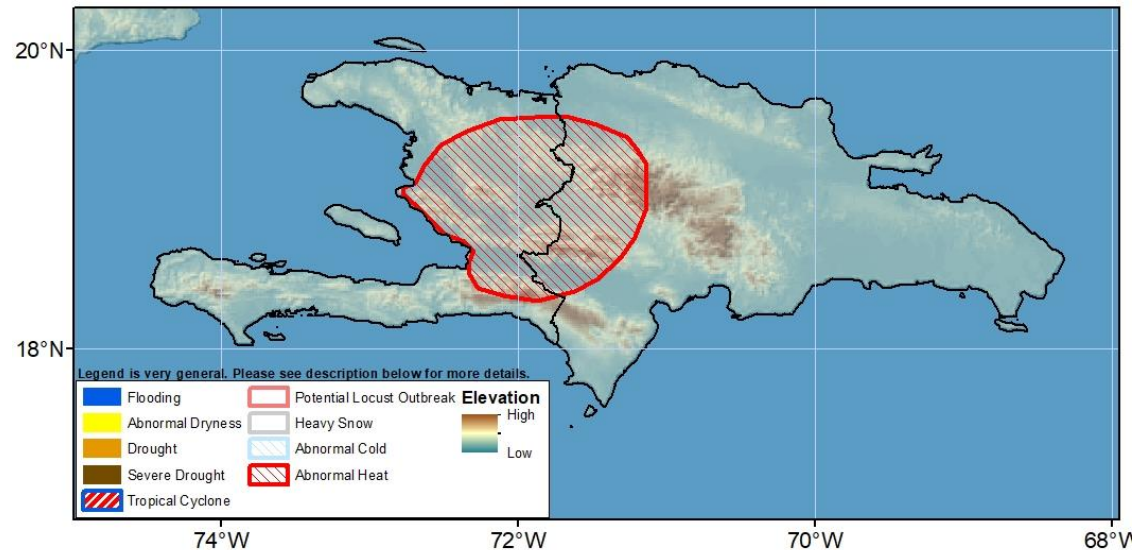 20°N
18°N
Legend is very general. Please see description below for more details.
Flooding
Abnormal Dryness
Drought
Severe Drought
Tropical Cyclone
Potential Locust Outbreak
Heavy Snow
Abnormal Cold
Abnormal Heat
Elevation
High
Low
74°W
72°W
70°W
68°W